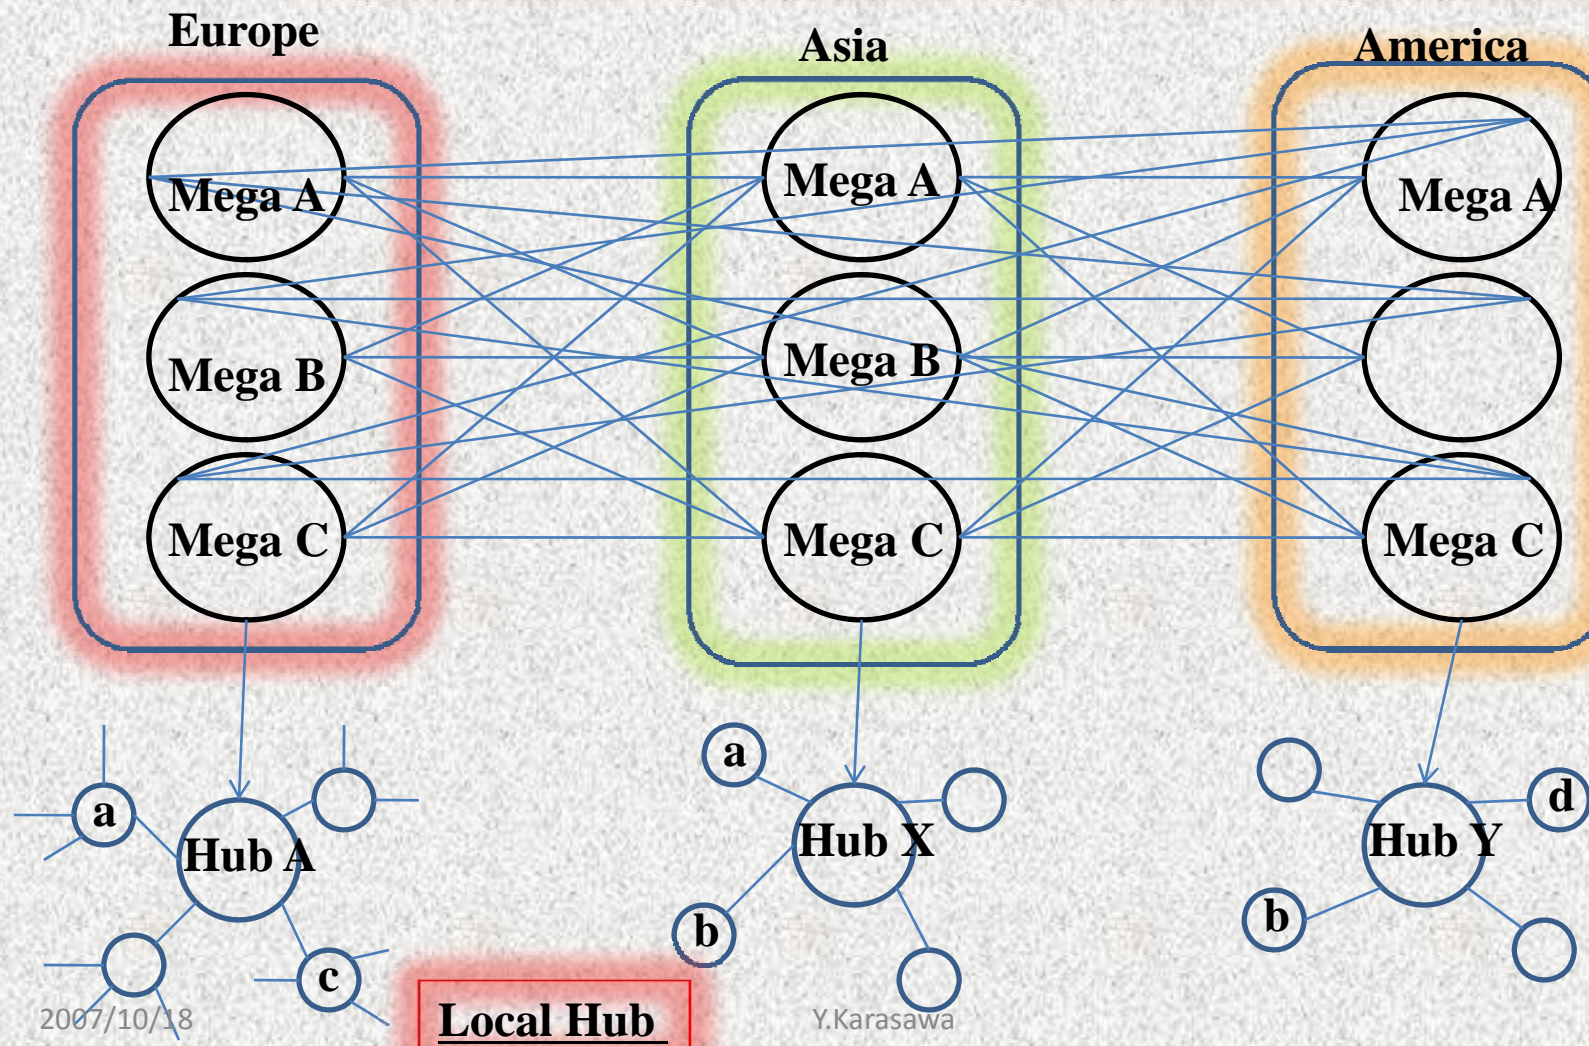 Europe
Asia
America
Mega A
Mega A
Mega A
Mega B
Mega B
Mega C
Mega C
Mega C
a
a
d
Hub A
Hub X
Hub Y
b
b
c
Local Hub
2007/10/18
Y.Karasawa